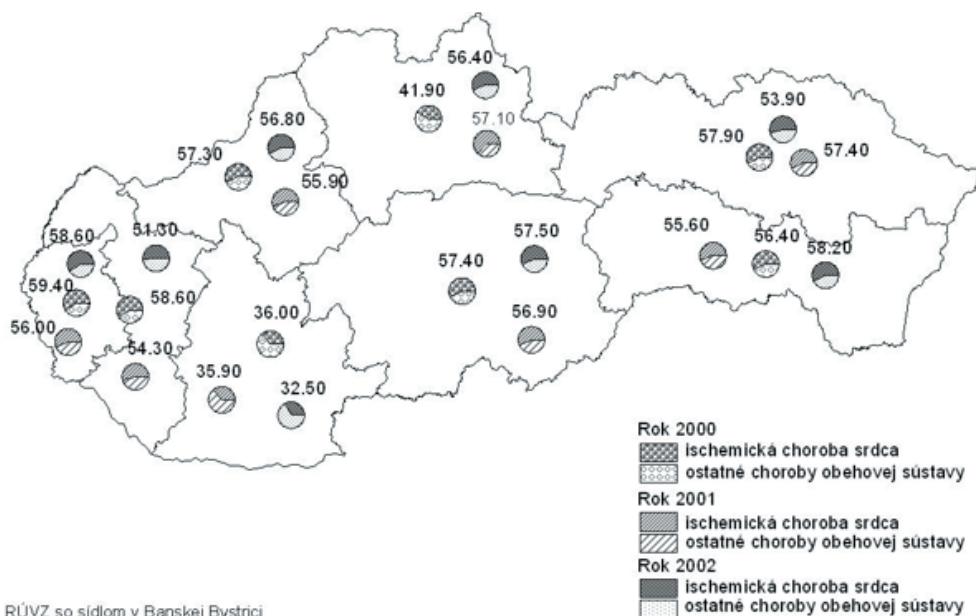 56.40
41.90
57.10
53.90
57.90
57.40
56.80
57.30
55.90
58.60
51.30
59.40
58.60
56.00
54.30
36.00
35.90
32.50
57.50
57.40
56.90
55.60
56.40
58.20
Rok 2000
ischemická choroba srdca
ostatné choroby obehovej sústavy
Rok 2001
ischemická choroba srdca
ostatné choroby obehovej sústavy
Rok 2002
ischemická choroba srdca
ostatné choroby obehovej sústavy
RÚVZ so sídlom v Banskej Bystrici